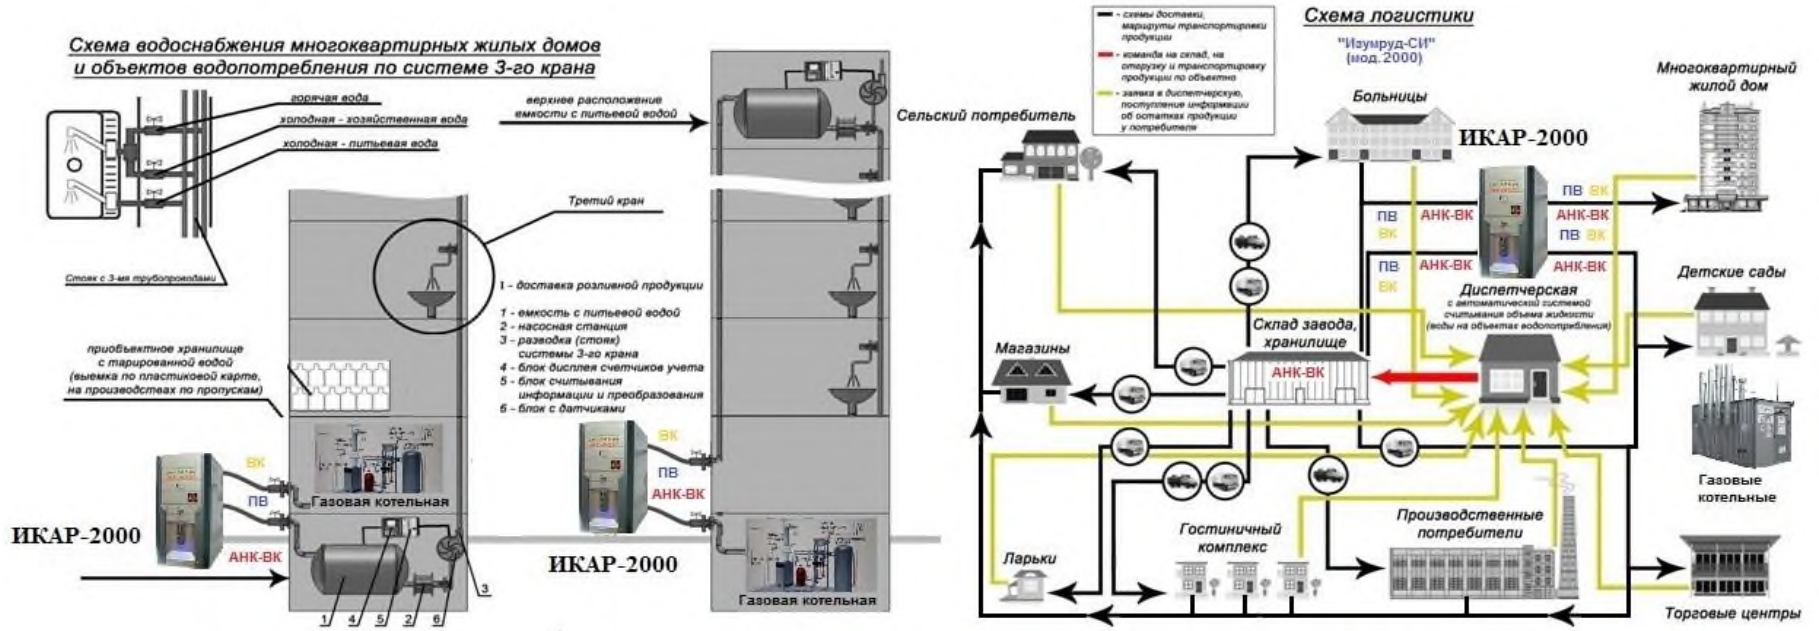 Схема водоснабжения многоквартирных жилых домов
и объектов водопотребления по системе 3-го крана
горячая вода
холодная - хозяйственная вода
холодная - питьевая вода
Стояк с 3-мя трубопроводами
верхнее расположение
емкости с питьевой водой
Третий кран
1 - доставка розливной продукции
1 - емкость с питьевой водой
2 - насосная станция
3 - разводка (стояк)
системы 3-го крана
4 - блок дисплея счетчиков учета
5 - блок считывания
информации и преобразования
6 - блок с датчиками
приобъектное хранилище
с тарированной водой
(выемка по пластиковой карте,
на производствах по пропускам)
ВК
ПВ
АНК-ВК
ИКАР-2000
Газовая котельная
1
4
5
2
6
3
ВК
ПВ
АНК-ВК
ИКАР-2000
Газовая котельная
- схемы доставки,
маршруты транспортировки
продукции
- команда на склад, на
отгрузку и транспортировку
продукции по объектно
- заявка в диспетчерскую,
поступление информации
об остатках продукции
у потребителя
Схема логистики
"Изумруд-СИ"
(мод. 2000)
Сельский потребитель
Больницы
ИКАР-2000
Многоквартирный
жилой дом
ПВ
АНК-ВК
ВК
ПВ
АНК-ВК
ВК
ПВ ВК
АНК-ВК
ПВ ВК
АНК-ВК
Диспетчерская
с автоматической системой
считывания объема жидкости
(воды на объектах водопотребления)
Детские сады
Склад завода,
хранилище
АНК-ВК
Магазины
Газовые
котельные
Ларьки
Гостиничный
комплекс
Производственные
потребители
Торговые центры